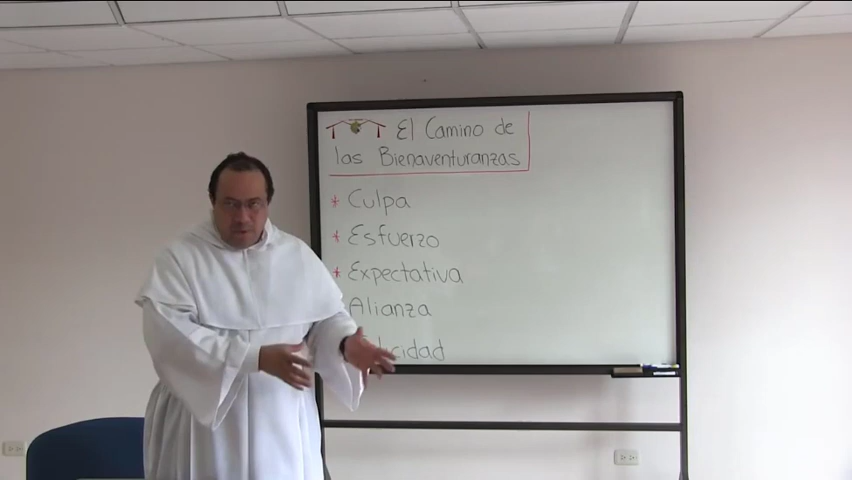 El Camino de
las Bienaventuranzas
* Culpa
* Esfuerzo
* Expectativa
Alianza